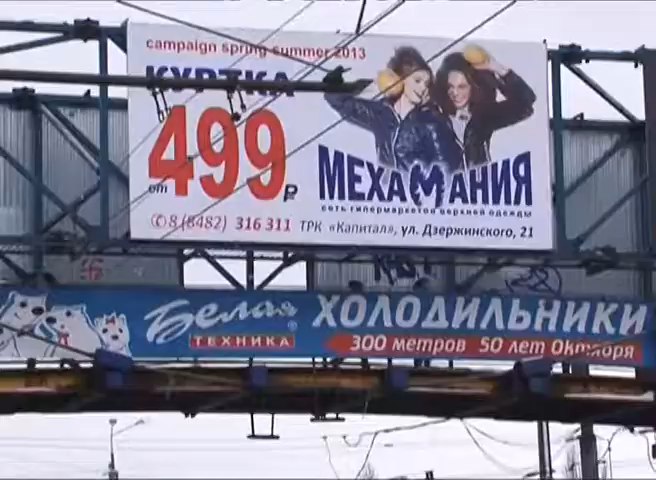 campaign spring-summer 2013
КУРТКА
от 499 р
МЕХАМАНИЯ
сеть гипермаркетов верхней одежды
8 (8482) 316 311 ТРК «Капитал», ул. Дзержинского, 21
Белая ХОЛОДИЛЬНИКИ
ТЕХНИКА 300 метров 50 лет Октября